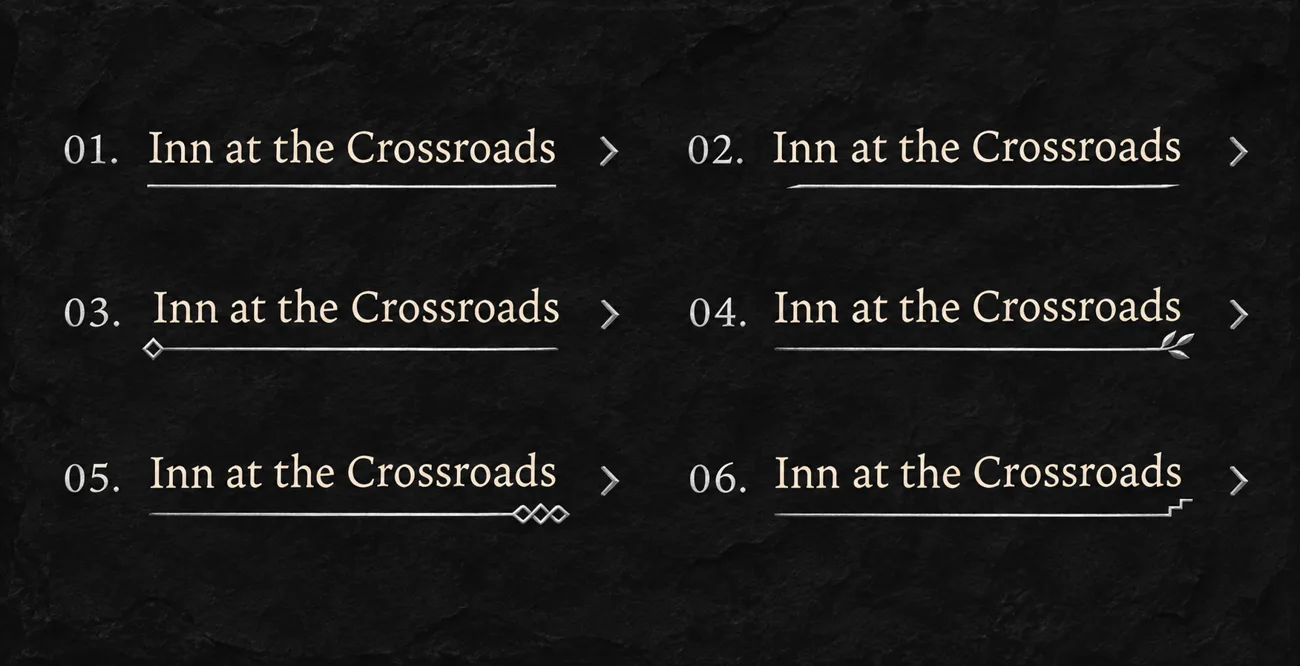 01. Inn at the Crossroads
02. Inn at the Crossroads
03. Inn at the Crossroads
04. Inn at the Crossroads
05. Inn at the Crossroads
06. Inn at the Crossroads